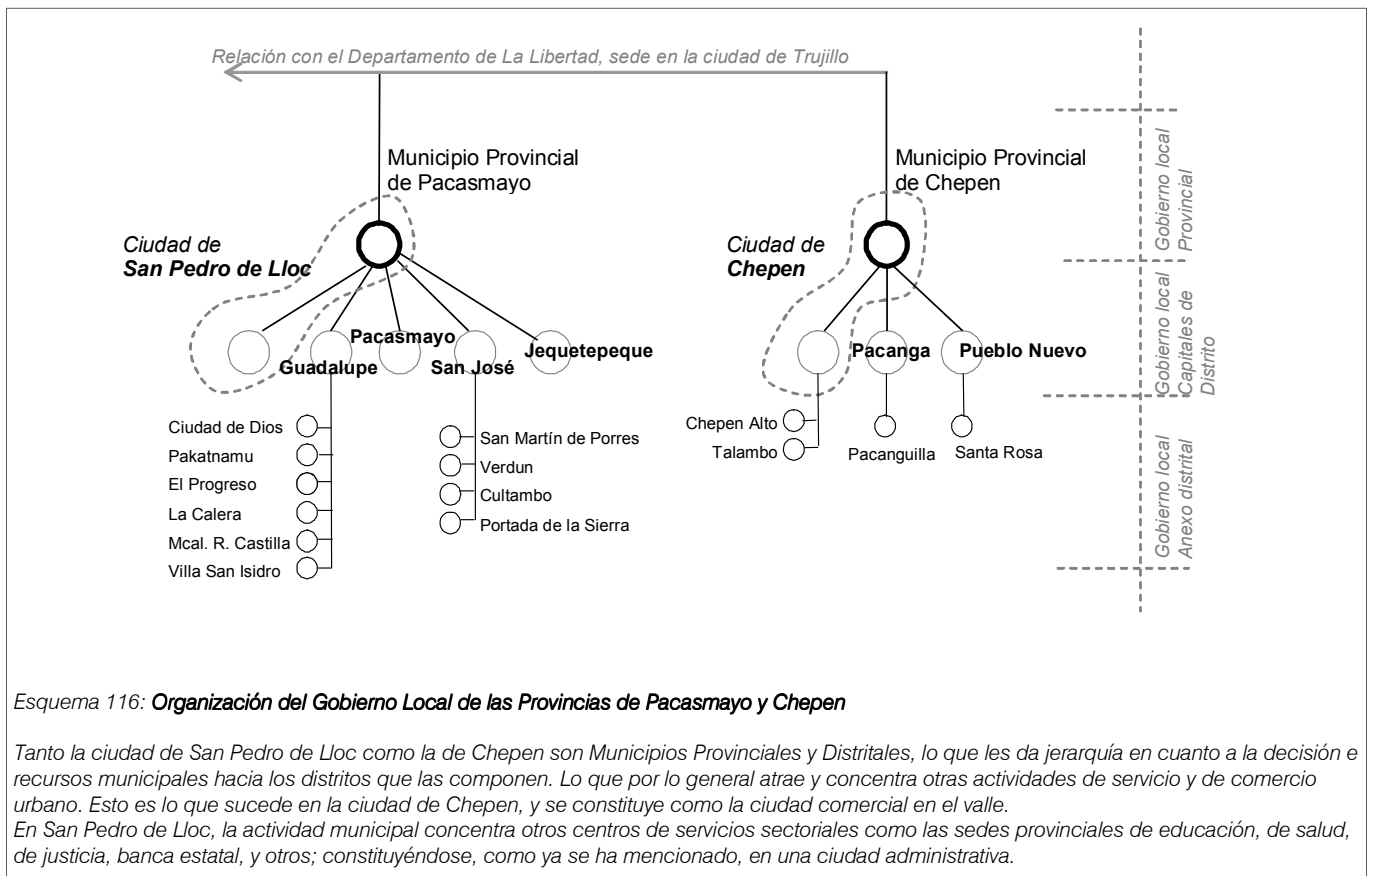 Relación con el Departamento de La Libertad, sede en la ciudad de Trujillo
Municipio Provincial
de Pacasmayo
Municipio Provincial
de Chepen
Ciudad de
San Pedro de Lloc
Ciudad de
Chepen
Pacasmayo
Guadalupe
San José
Jequetepeque
Pacanga
Pueblo Nuevo
Ciudad de Dios
Pakatnamu
El Progreso
La Calera
Mcal. R. Castilla
Villa San Isidro
San Martín de Porres
Verdun
Cultambo
Portada de la Sierra
Chepen Alto
Talambo
Pacanguilla
Santa Rosa
Gobierno local
Provincial
Gobierno local
Capitales de
Distrito
Gobierno local
Anexo distrital
Esquema 116: Organización del Gobierno Local de las Provincias de Pacasmayo y Chepen
Tanto la ciudad de San Pedro de Lloc como la de Chepen son Municipios Provinciales y Distritales, lo que les da jerarquía en cuanto a la decisión e
recursos municipales hacia los distritos que las componen. Lo que por lo general atrae y concentra otras actividades de servicio y de comercio
urbano. Esto es lo que sucede en la ciudad de Chepen, y se constituye como la ciudad comercial en el valle.
En San Pedro de Lloc, la actividad municipal concentra otros centros de servicios sectoriales como las sedes provinciales de educación, de salud,
de justicia, banca estatal, y otros; constituyéndose, como ya se ha mencionado, en una ciudad administrativa.